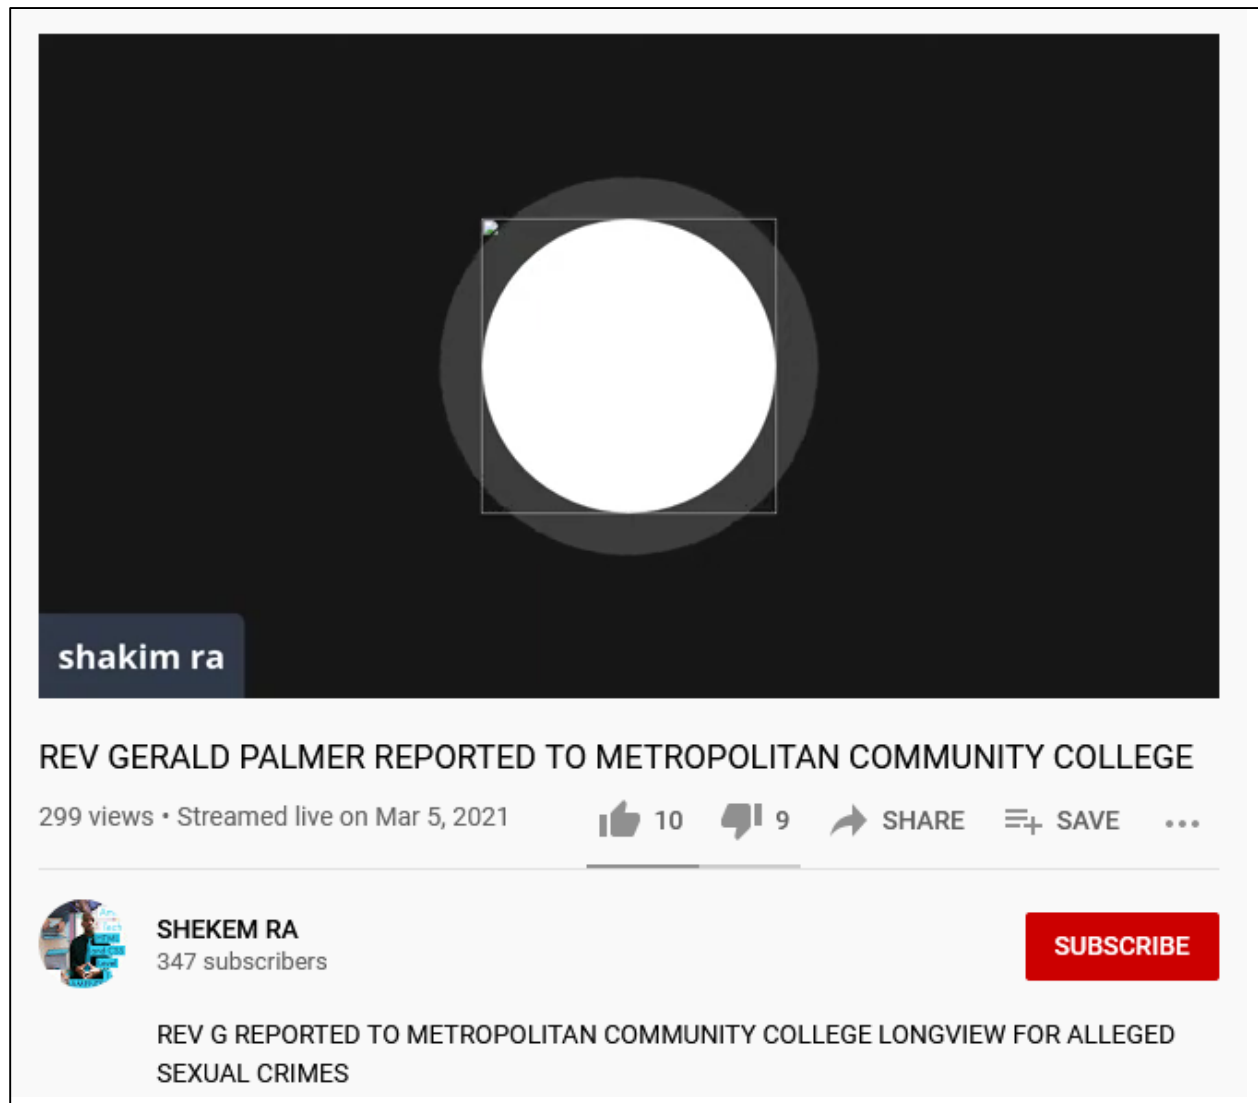 shakim ra
REV GERALD PALMER REPORTED TO METROPOLITAN COMMUNITY COLLEGE
299 views • Streamed live on Mar 5, 2021 10 9 SHARE SAVE
SHEKEM RA
347 subscribers
SUBSCRIBE
REV G REPORTED TO METROPOLITAN COMMUNITY COLLEGE LONGVIEW FOR ALLEGED
SEXUAL CRIMES